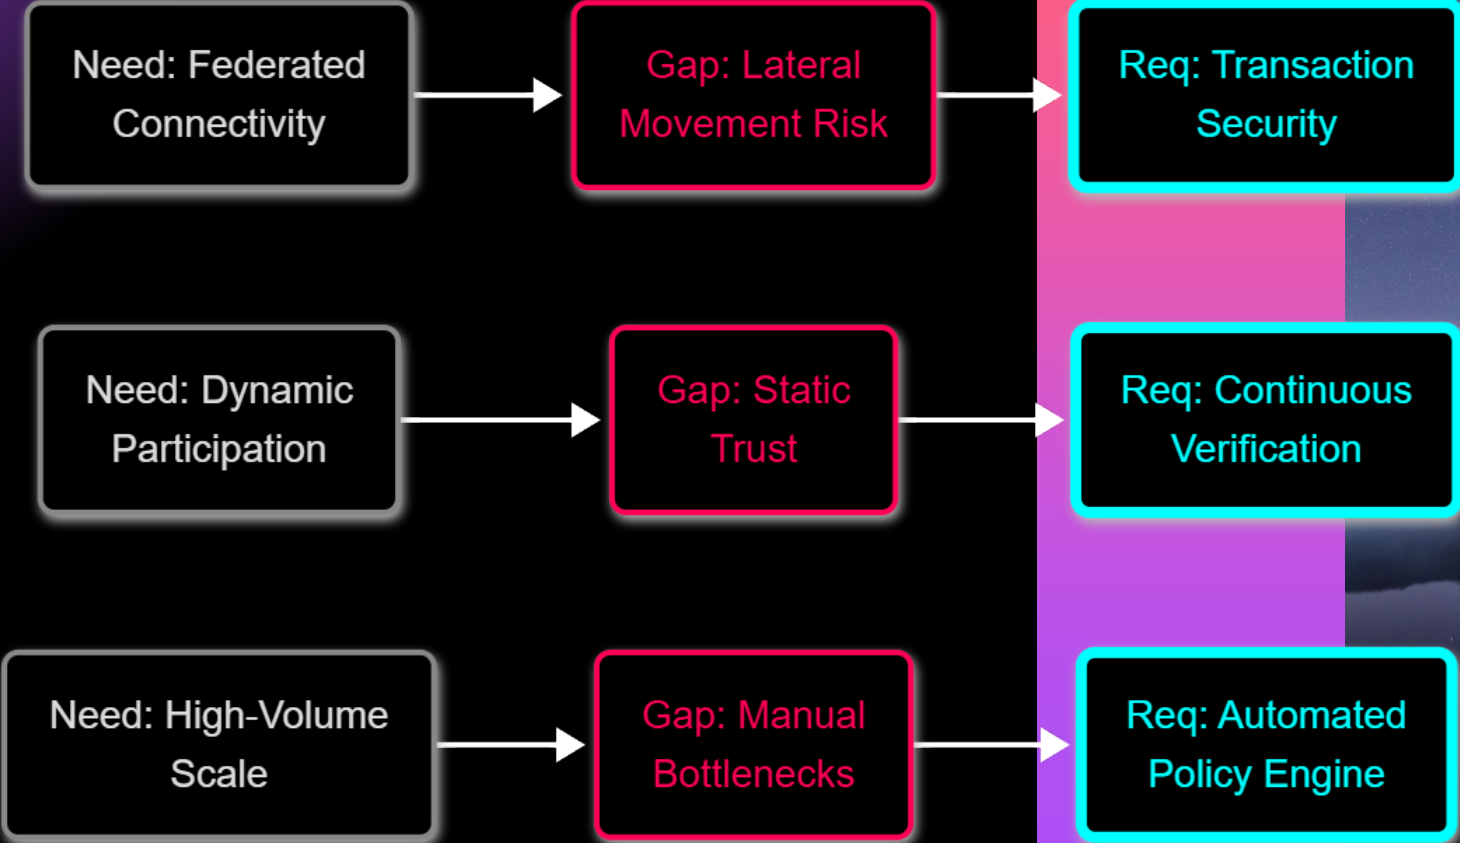 Need: Federated
Connectivity
Gap: Lateral
Movement Risk
Req: Transaction
Security
Need: Dynamic
Participation
Gap: Static
Trust
Req: Continuous
Verification
Need: High-Volume
Scale
Gap: Manual
Bottlenecks
Req: Automated
Policy Engine